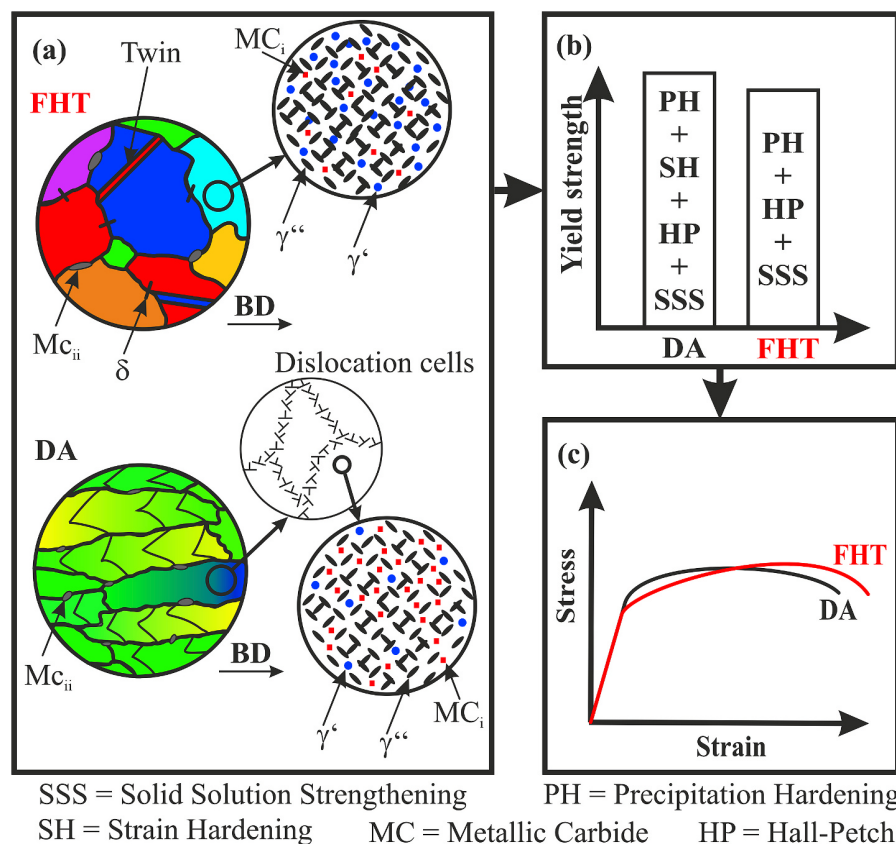 (a)
Twin
MCi
FHT
γ“
γ‘
Mcii
δ
BD
Dislocation cells
DA
Mcii
BD
γ‘
γ“
MCi
(b)
Yield strength
PH
+
SH
+
HP
+
SSS
PH
+
HP
+
SSS
DA
FHT
(c)
Stress
FHT
DA
Strain
SSS = Solid Solution Strengthening
PH = Precipitation Hardening
SH = Strain Hardening
MC = Metallic Carbide
HP = Hall-Petch